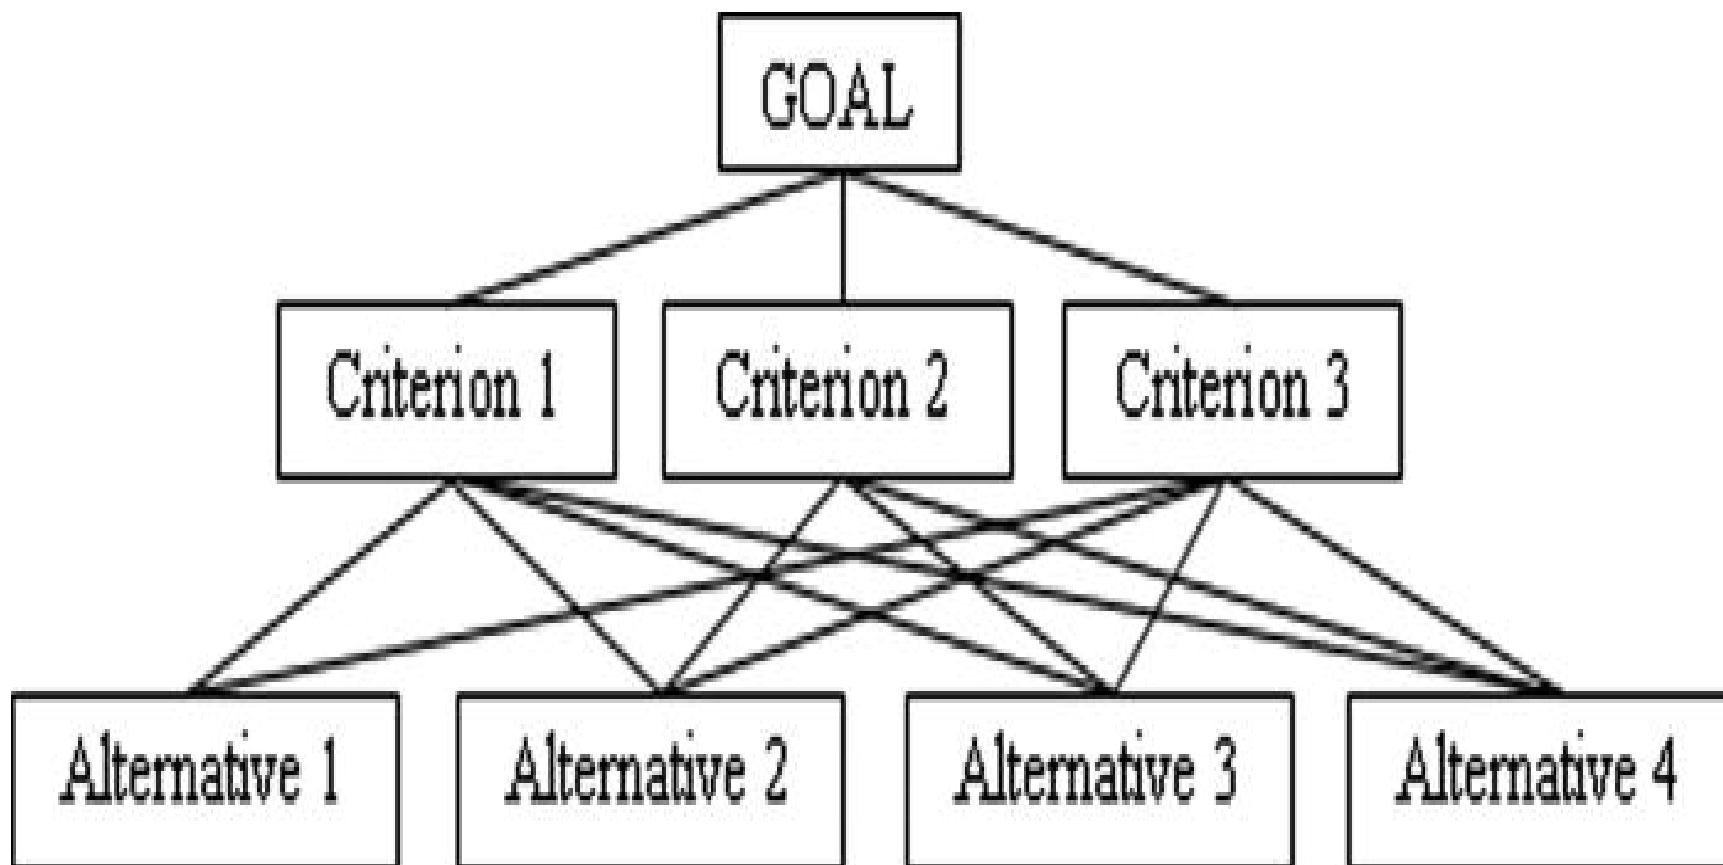 GOAL
Criterion 1
Criterion 2
Criterion 3
Alternative 1
Alternative 2
Alternative 3
Alternative 4